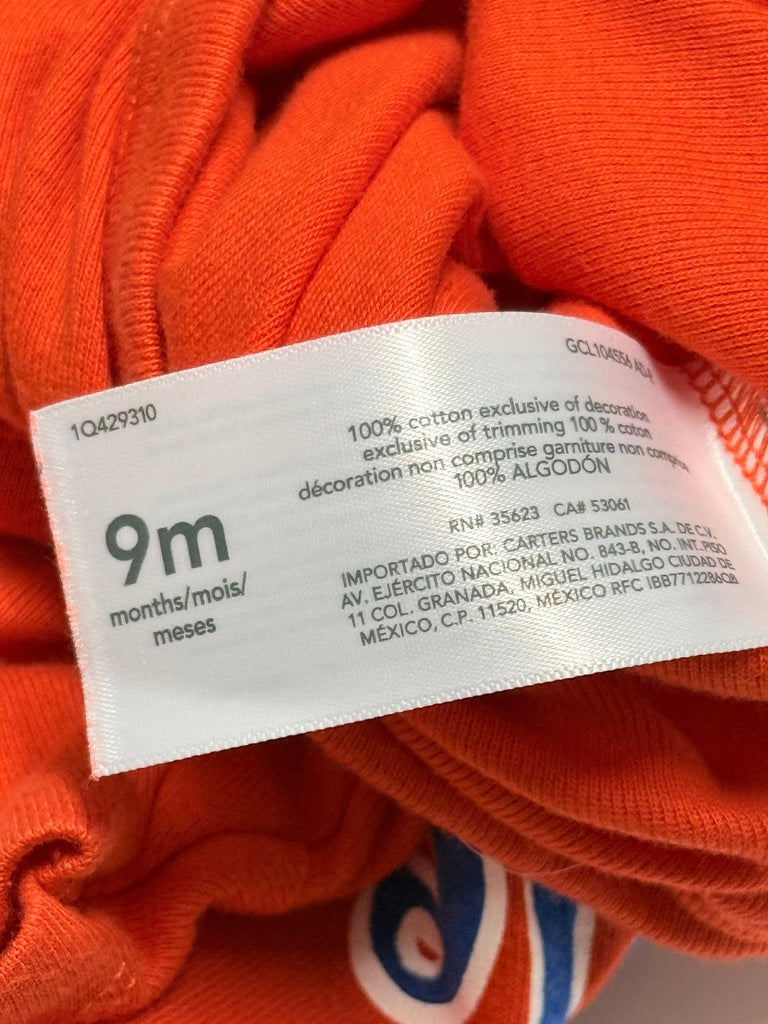 1Q429310
GCL104556
100% cotton exclusive of decoration
exclusive of trimming 100 % coton
décoration non comprise garniture non comprise
100% ALGODÓN
9m
months/mois/
meses
RN# 35623 CA# 53061
IMPORTADO POR: CARTERS BRANDS S.A. DE C.V.
AV. EJÉRCITO NACIONAL NO. 843-B, NO. INT. PISO
11 COL. GRANADA, MIGUEL HIDALGO CIUDAD DE
MÉXICO, C.P. 11520, MÉXICO RFC IBB7712286Q8